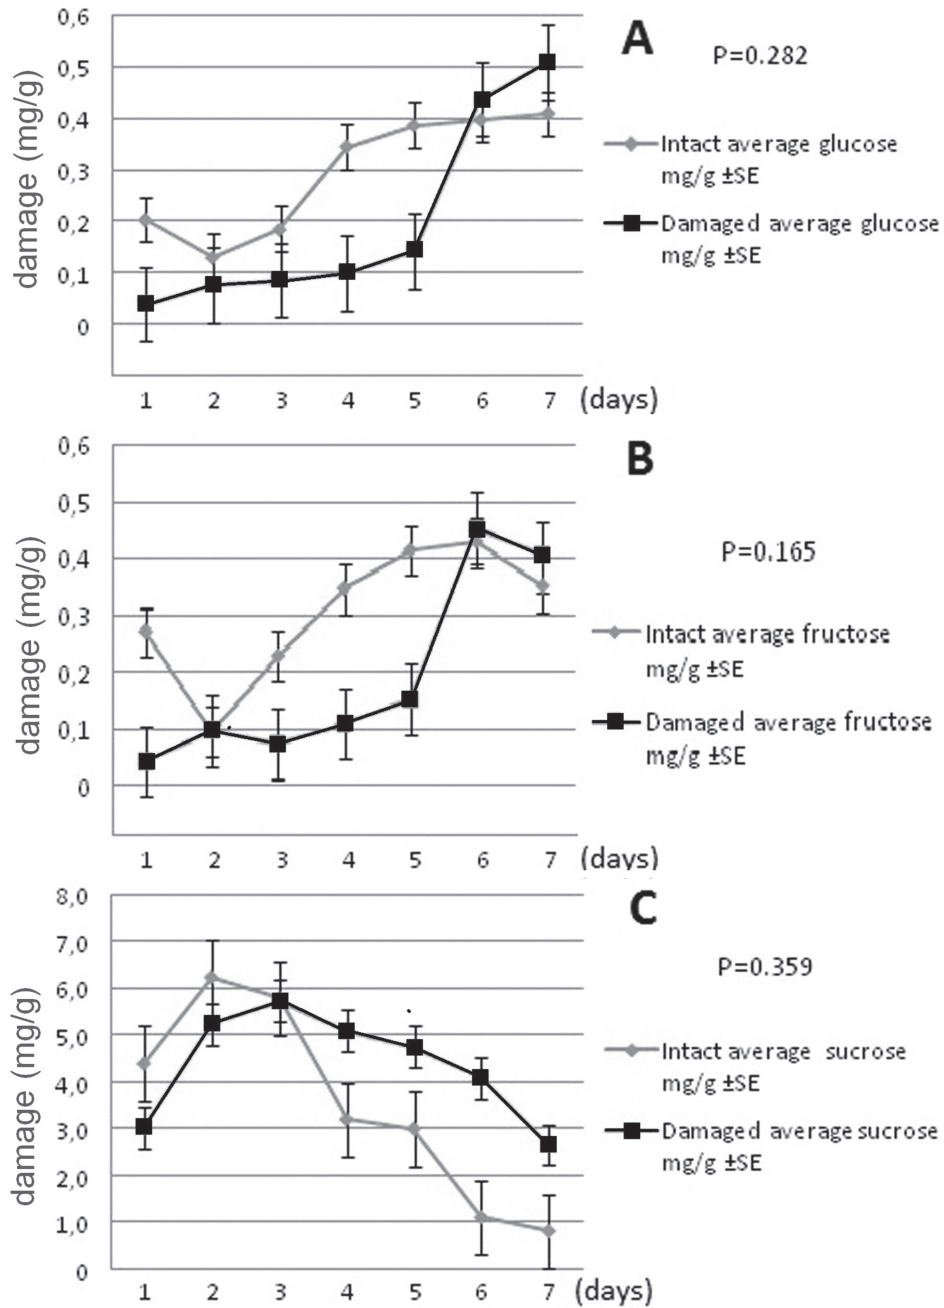 0,6
0,5
0,4
0,3
0,2
0,1
0
damage (mg/g)
1 2 3 4 5 6 7 (days)
A
P=0.282
Intact average glucose
mg/g ±SE
Damaged average glucose
mg/g ±SE
0,6
0,5
0,4
0,3
0,2
0,1
0
damage (mg/g)
1 2 3 4 5 6 7 (days)
B
P=0.165
Intact average fructose
mg/g ±SE
Damaged average fructose
mg/g ±SE
8,0
7,0
6,0
5,0
4,0
3,0
2,0
1,0
0
damage (mg/g)
1 2 3 4 5 6 7 (days)
C
P=0.359
Intact average sucrose
mg/g ±SE
Damaged average sucrose
mg/g ±SE